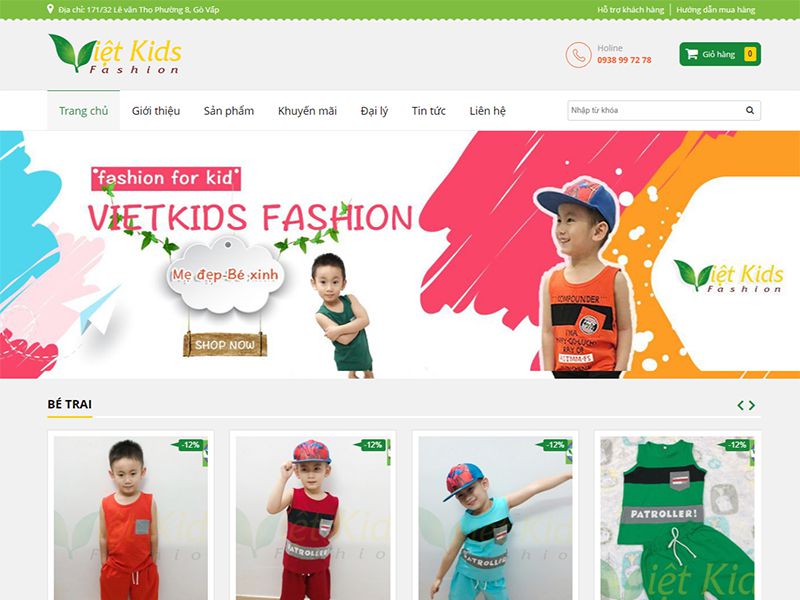 Địa chỉ: 171/32 Lê văn Thọ Phường 8, Gò Vấp
Hỗ trợ khách hàng | Hướng dẫn mua hàng
Việt Kids
Fashion
Holine
0938 99 72 78
Giỏ hàng 0
Trang chủ Giới thiệu Sản phẩm Khuyến mãi Đại lý Tin tức Liên hệ
Nhập từ khóa
fashion for kid
VIETKIDS FASHION
Mẹ đẹp-Bé xinh
SHOP NOW
COMPOUNDER
I'M A
RAY OF
Việt Kids
Fashion
BÉ TRAI
-12%
-12%
-12%
-12%
PATROLLER!
PATROLLER!
PATROLLER!
iệt Kids
Fashion